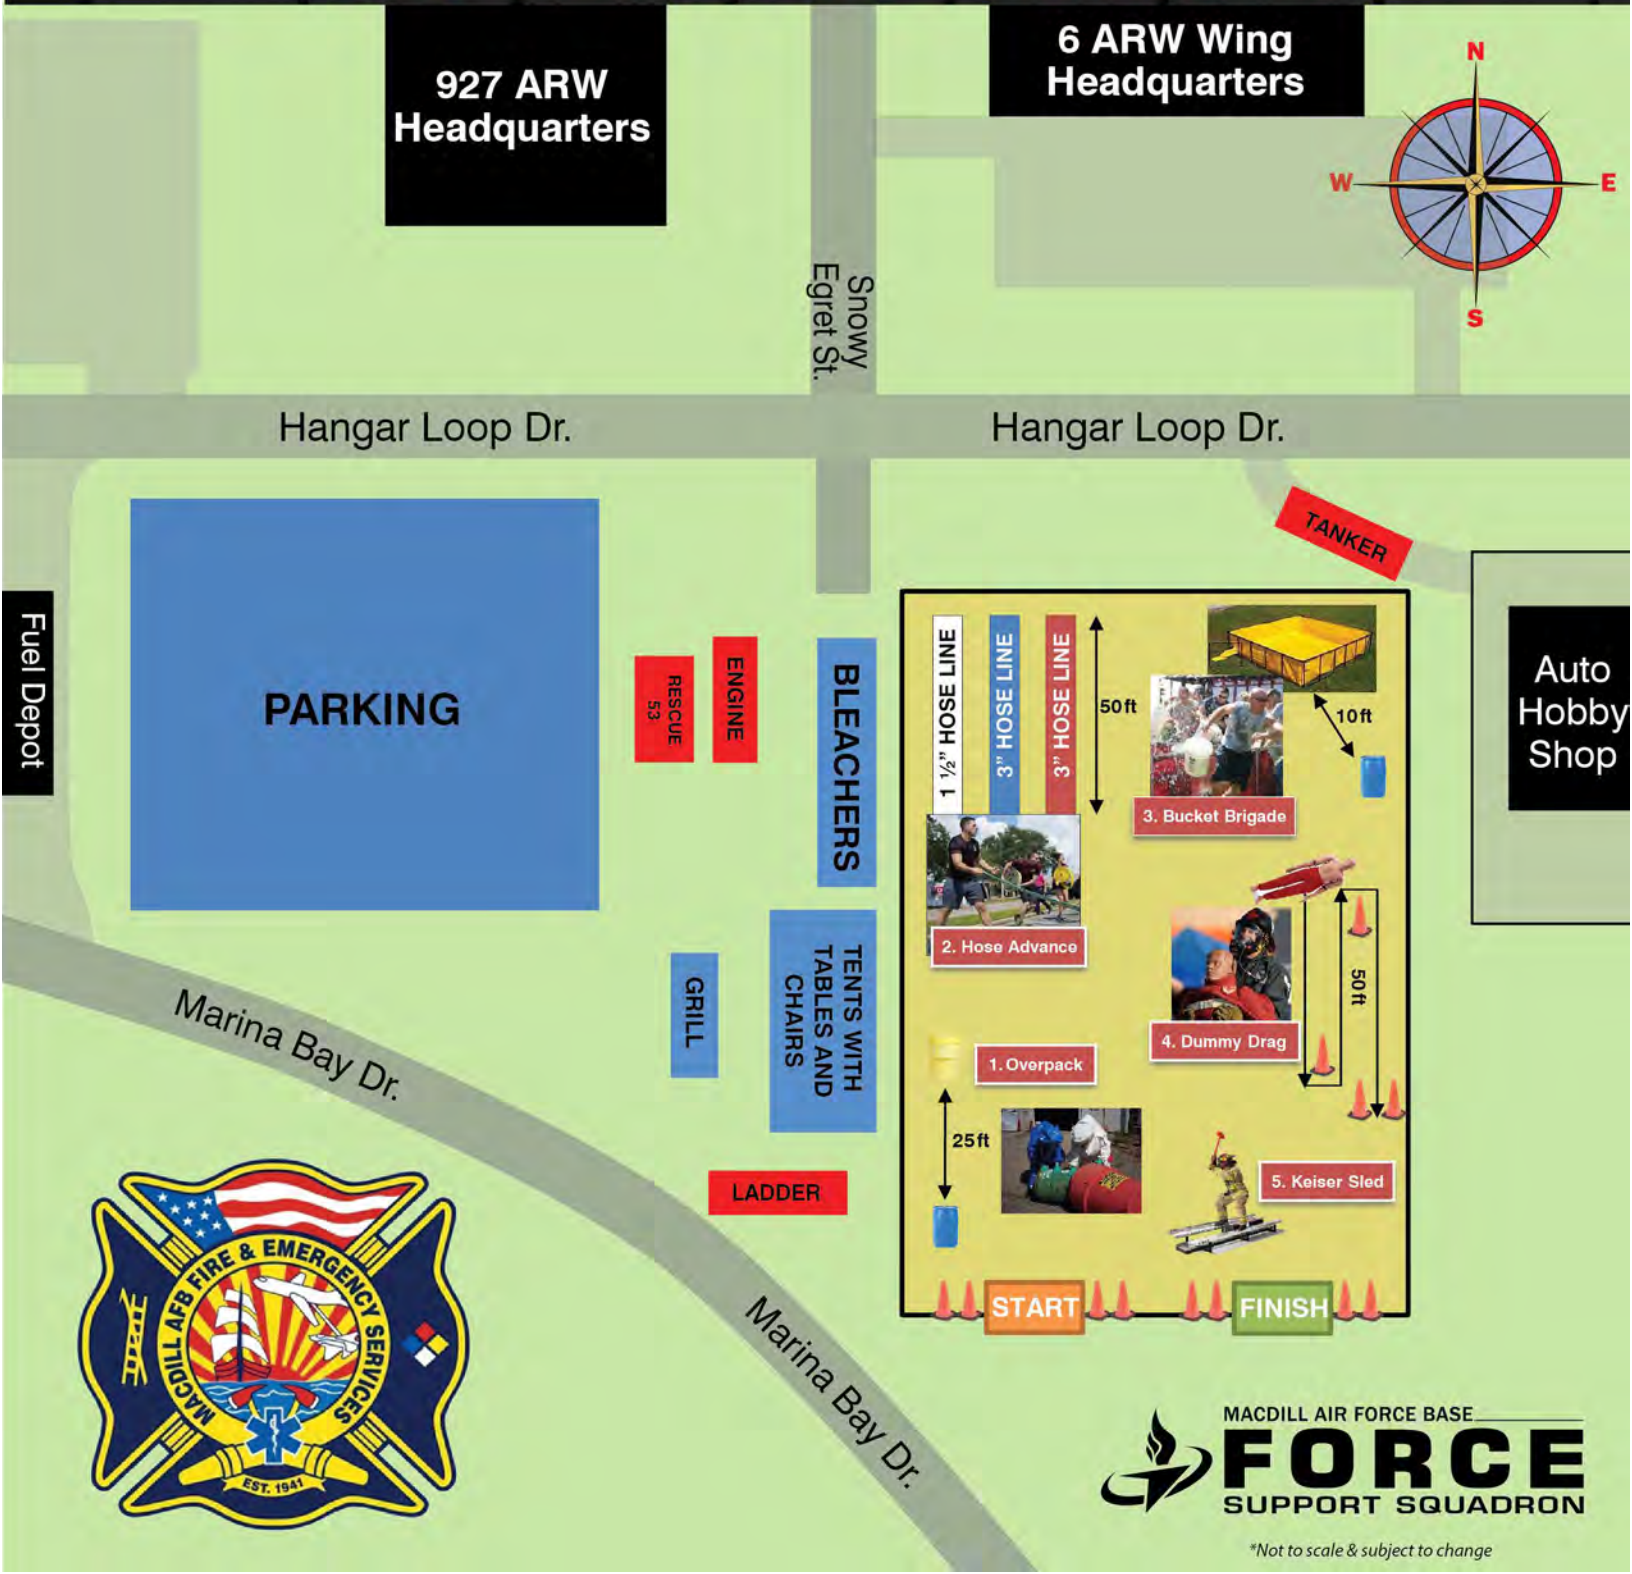 927 ARW
Headquarters
6 ARW Wing
Headquarters
N
W
E
S
Snowy
Egret St.
Hangar Loop Dr.
Hangar Loop Dr.
TANKER
Fuel Depot
PARKING
RESCUE
53
ENGINE
BLEACHERS
1 ½" HOSE LINE
3" HOSE LINE
3" HOSE LINE
50ft
10ft
3. Bucket Brigade
Auto
Hobby
Shop
2. Hose Advance
50ft
4. Dummy Drag
GRILL
TENTS WITH
TABLES AND
CHAIRS
1. Overpack
25ft
Marina Bay Dr.
LADDER
5. Keiser Sled
START
FINISH
Marina Bay Dr.
MACDILL AFB FIRE & EMERGENCY SERVICES
EST. 1941
MACDILL AIR FORCE BASE
FORCE
SUPPORT SQUADRON
*Not to scale & subject to change